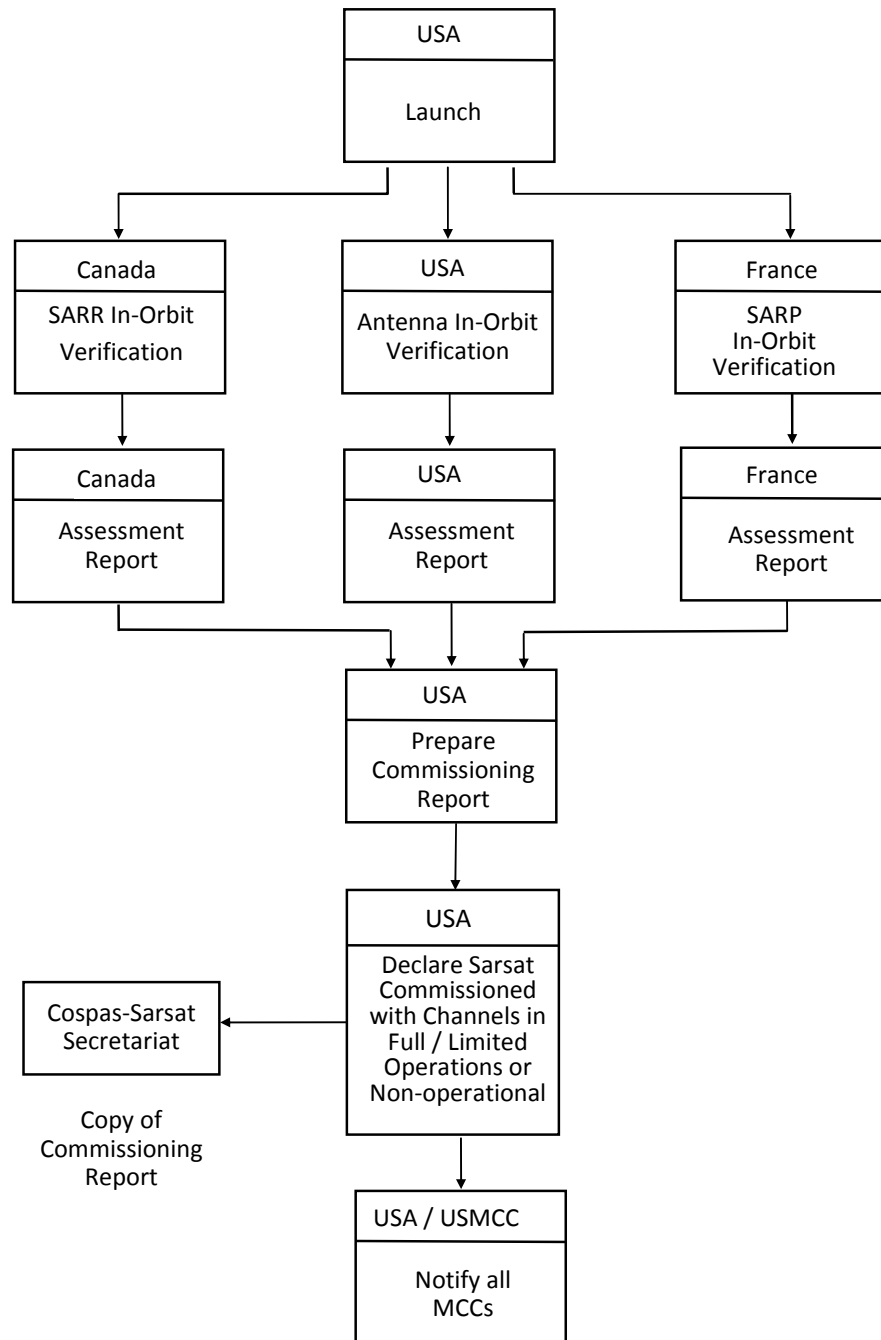 USA
Launch
Canada
SARR In-Orbit
Verification
USA
Antenna In-Orbit
Verification
France
SARP
In-Orbit
Verification
Canada
Assessment
Report
USA
Assessment
Report
France
Assessment
Report
USA
Prepare
Commissioning
Report
USA
Declare Sarsat
Commissioned
with Channels in
Full / Limited
Operations or
Non-operational
Cospas-Sarsat
Secretariat
Copy of
Commissioning
Report
USA / USMCC
Notify all
MCCs